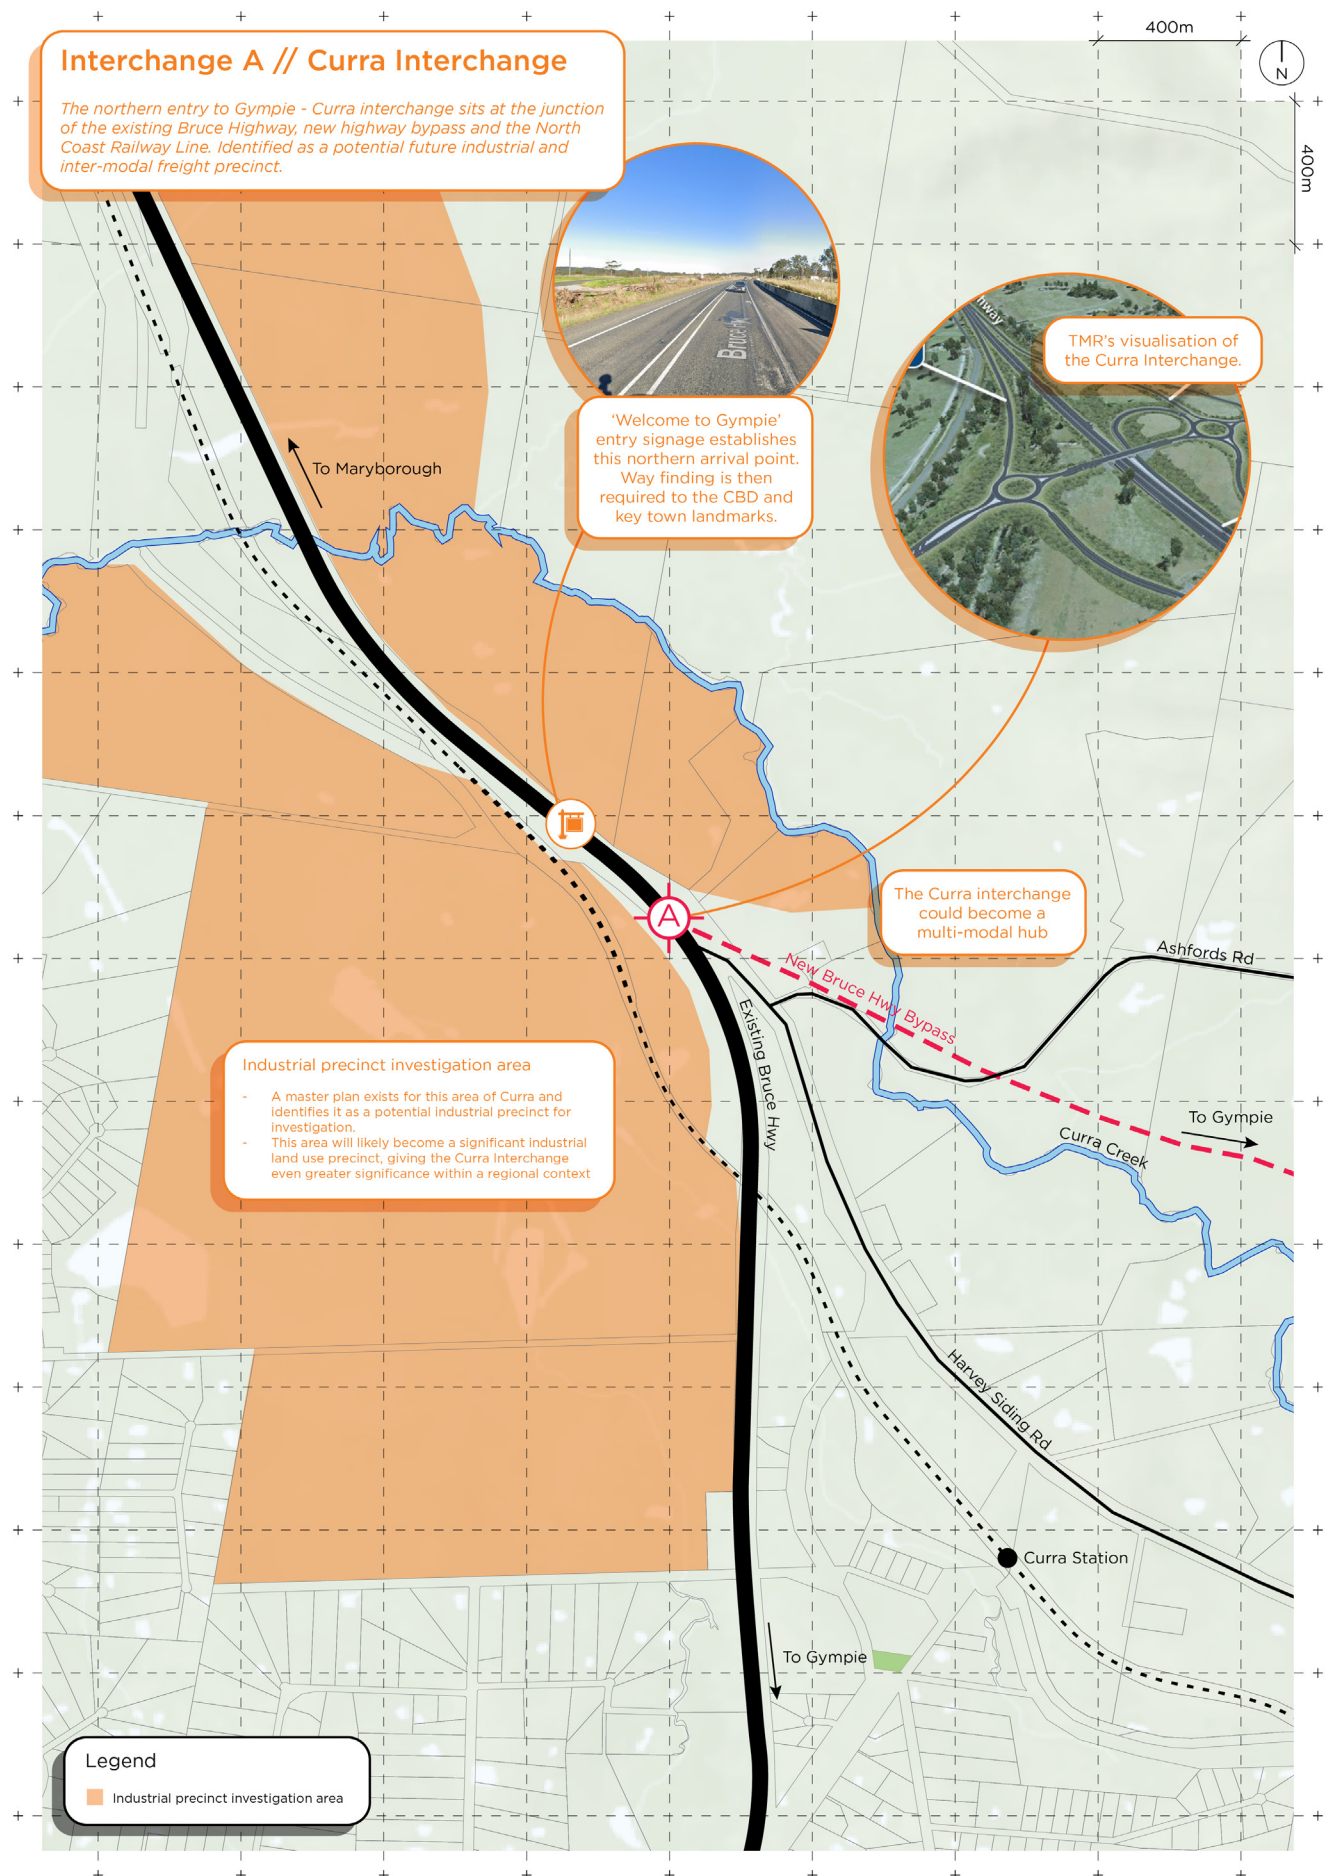 Interchange A // Curra Interchange
The northern entry to Gympie - Curra interchange sits at the junction
of the existing Bruce Highway, new highway bypass and the North
Coast Railway Line. Identified as a potential future industrial and
inter-modal freight precinct.
400m
N
400m
Bruce H
hway
TMR's visualisation of
the Curra Interchange.
'Welcome to Gympie'
entry signage establishes
this northern arrival point.
Way finding is then
required to the CBD and
key town landmarks.
To Maryborough
A
The Curra interchange
could become a
multi-modal hub
Ashfords Rd
New Bruce Hwy Bypass
Existing Bruce Hwy
To Gympie
Curra Creek
Industrial precinct investigation area
- A master plan exists for this area of Curra and
identifies it as a potential industrial precinct for
investigation.
- This area will likely become a significant industrial
land use precinct, giving the Curra Interchange
even greater significance within a regional context
Harvey Siding Rd
Curra Station
To Gympie
Legend
Industrial precinct investigation area